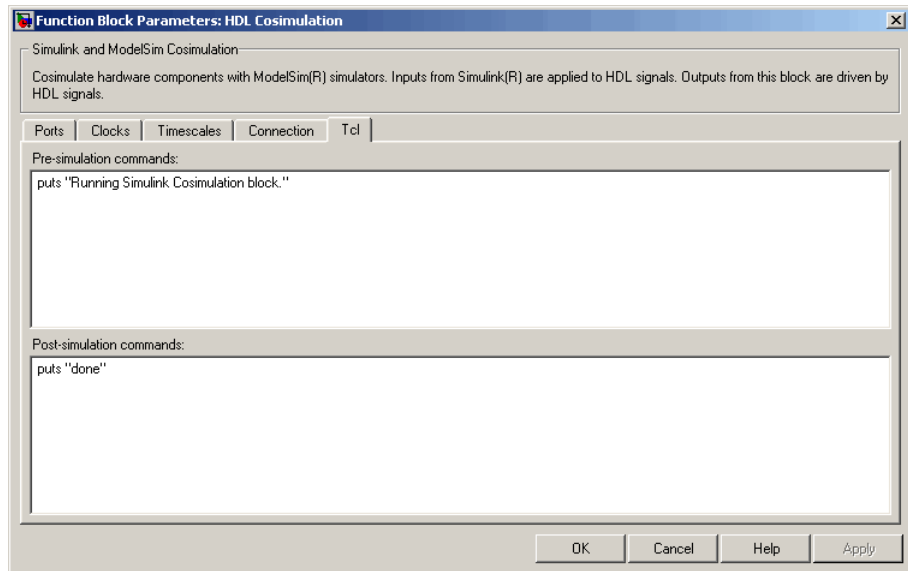 Function Block Parameters: HDL Cosimulation
Simulink and ModelSim Cosimulation
Cosimulate hardware components with ModelSim(R) simulators. Inputs from Simulink(R) are applied to HDL signals. Outputs from this block are driven by
HDL signals.
Ports Clocks Timescales Connection Tcl
Pre-simulation commands:
puts "Running Simulink Cosimulation block."
Post-simulation commands:
puts "done"
OK Cancel Help Apply